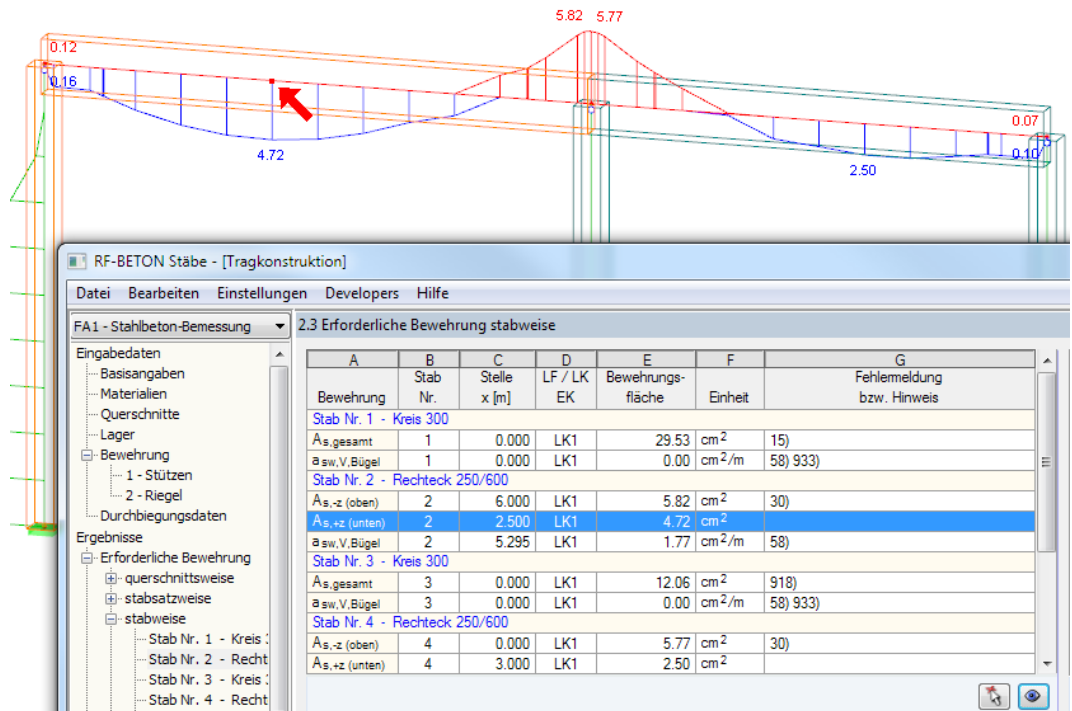 5.82 5.77
0.12
0.16
4.72
0.07
0.10
2.50
RF-BETON Stäbe - [Tragkonstruktion]
Datei Bearbeiten Einstellungen Developers Hilfe
FA1 - Stahlbeton-Bemessung
2.3 Erforderliche Bewehrung stabweise
Eingabedaten
Basisangaben
Materialien
Querschnitte
Lager
Bewehrung
1 - Stützen
2 - Riegel
Durchbiegungsdaten
Ergebnisse
Erforderliche Bewehrung
querschnittsweise
stabsatzweise
stabweise
Stab Nr. 1 - Kreis 3
Stab Nr. 2 - Recht
Stab Nr. 3 - Kreis 3
Stab Nr. 4 - Recht
A B C D E F G
Stab Stelle LF / LK Bewehrungs- Fehlermeldung
Bewehrung Nr. x [m] EK fläche Einheit bzw. Hinweis
Stab Nr. 1 - Kreis 300
As,gesamt 1 0.000 LK1 29.53 cm² 15)
asw,V,Bügel 1 0.000 LK1 0.00 cm²/m 58) 933)
Stab Nr. 2 - Rechteck 250/600
As,-z (oben) 2 6.000 LK1 5.82 cm² 30)
As,+z (unten) 2 2.500 LK1 4.72 cm²
asw,V,Bügel 2 5.295 LK1 1.77 cm²/m 58)
Stab Nr. 3 - Kreis 300
As,gesamt 3 0.000 LK1 12.06 cm² 918)
asw,V,Bügel 3 0.000 LK1 0.00 cm²/m 58) 933)
Stab Nr. 4 - Rechteck 250/600
As,-z (oben) 4 0.000 LK1 5.77 cm² 30)
As,+z (unten) 4 3.000 LK1 2.50 cm²